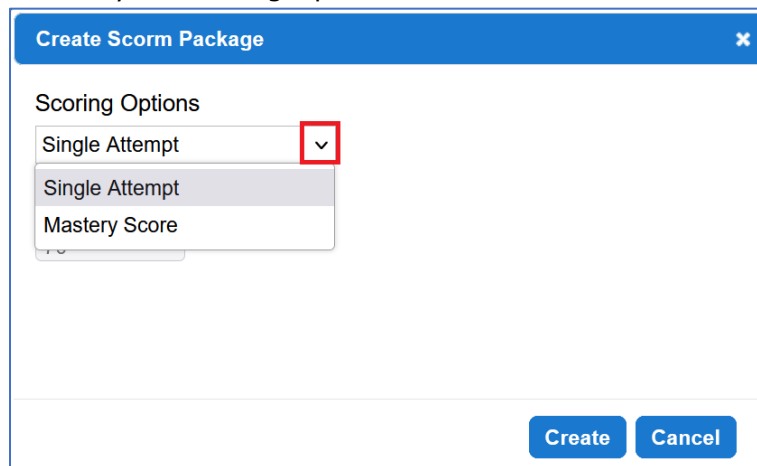 Create Scorm Package
Scoring Options
Single Attempt
Single Attempt
Mastery Score
Create Cancel